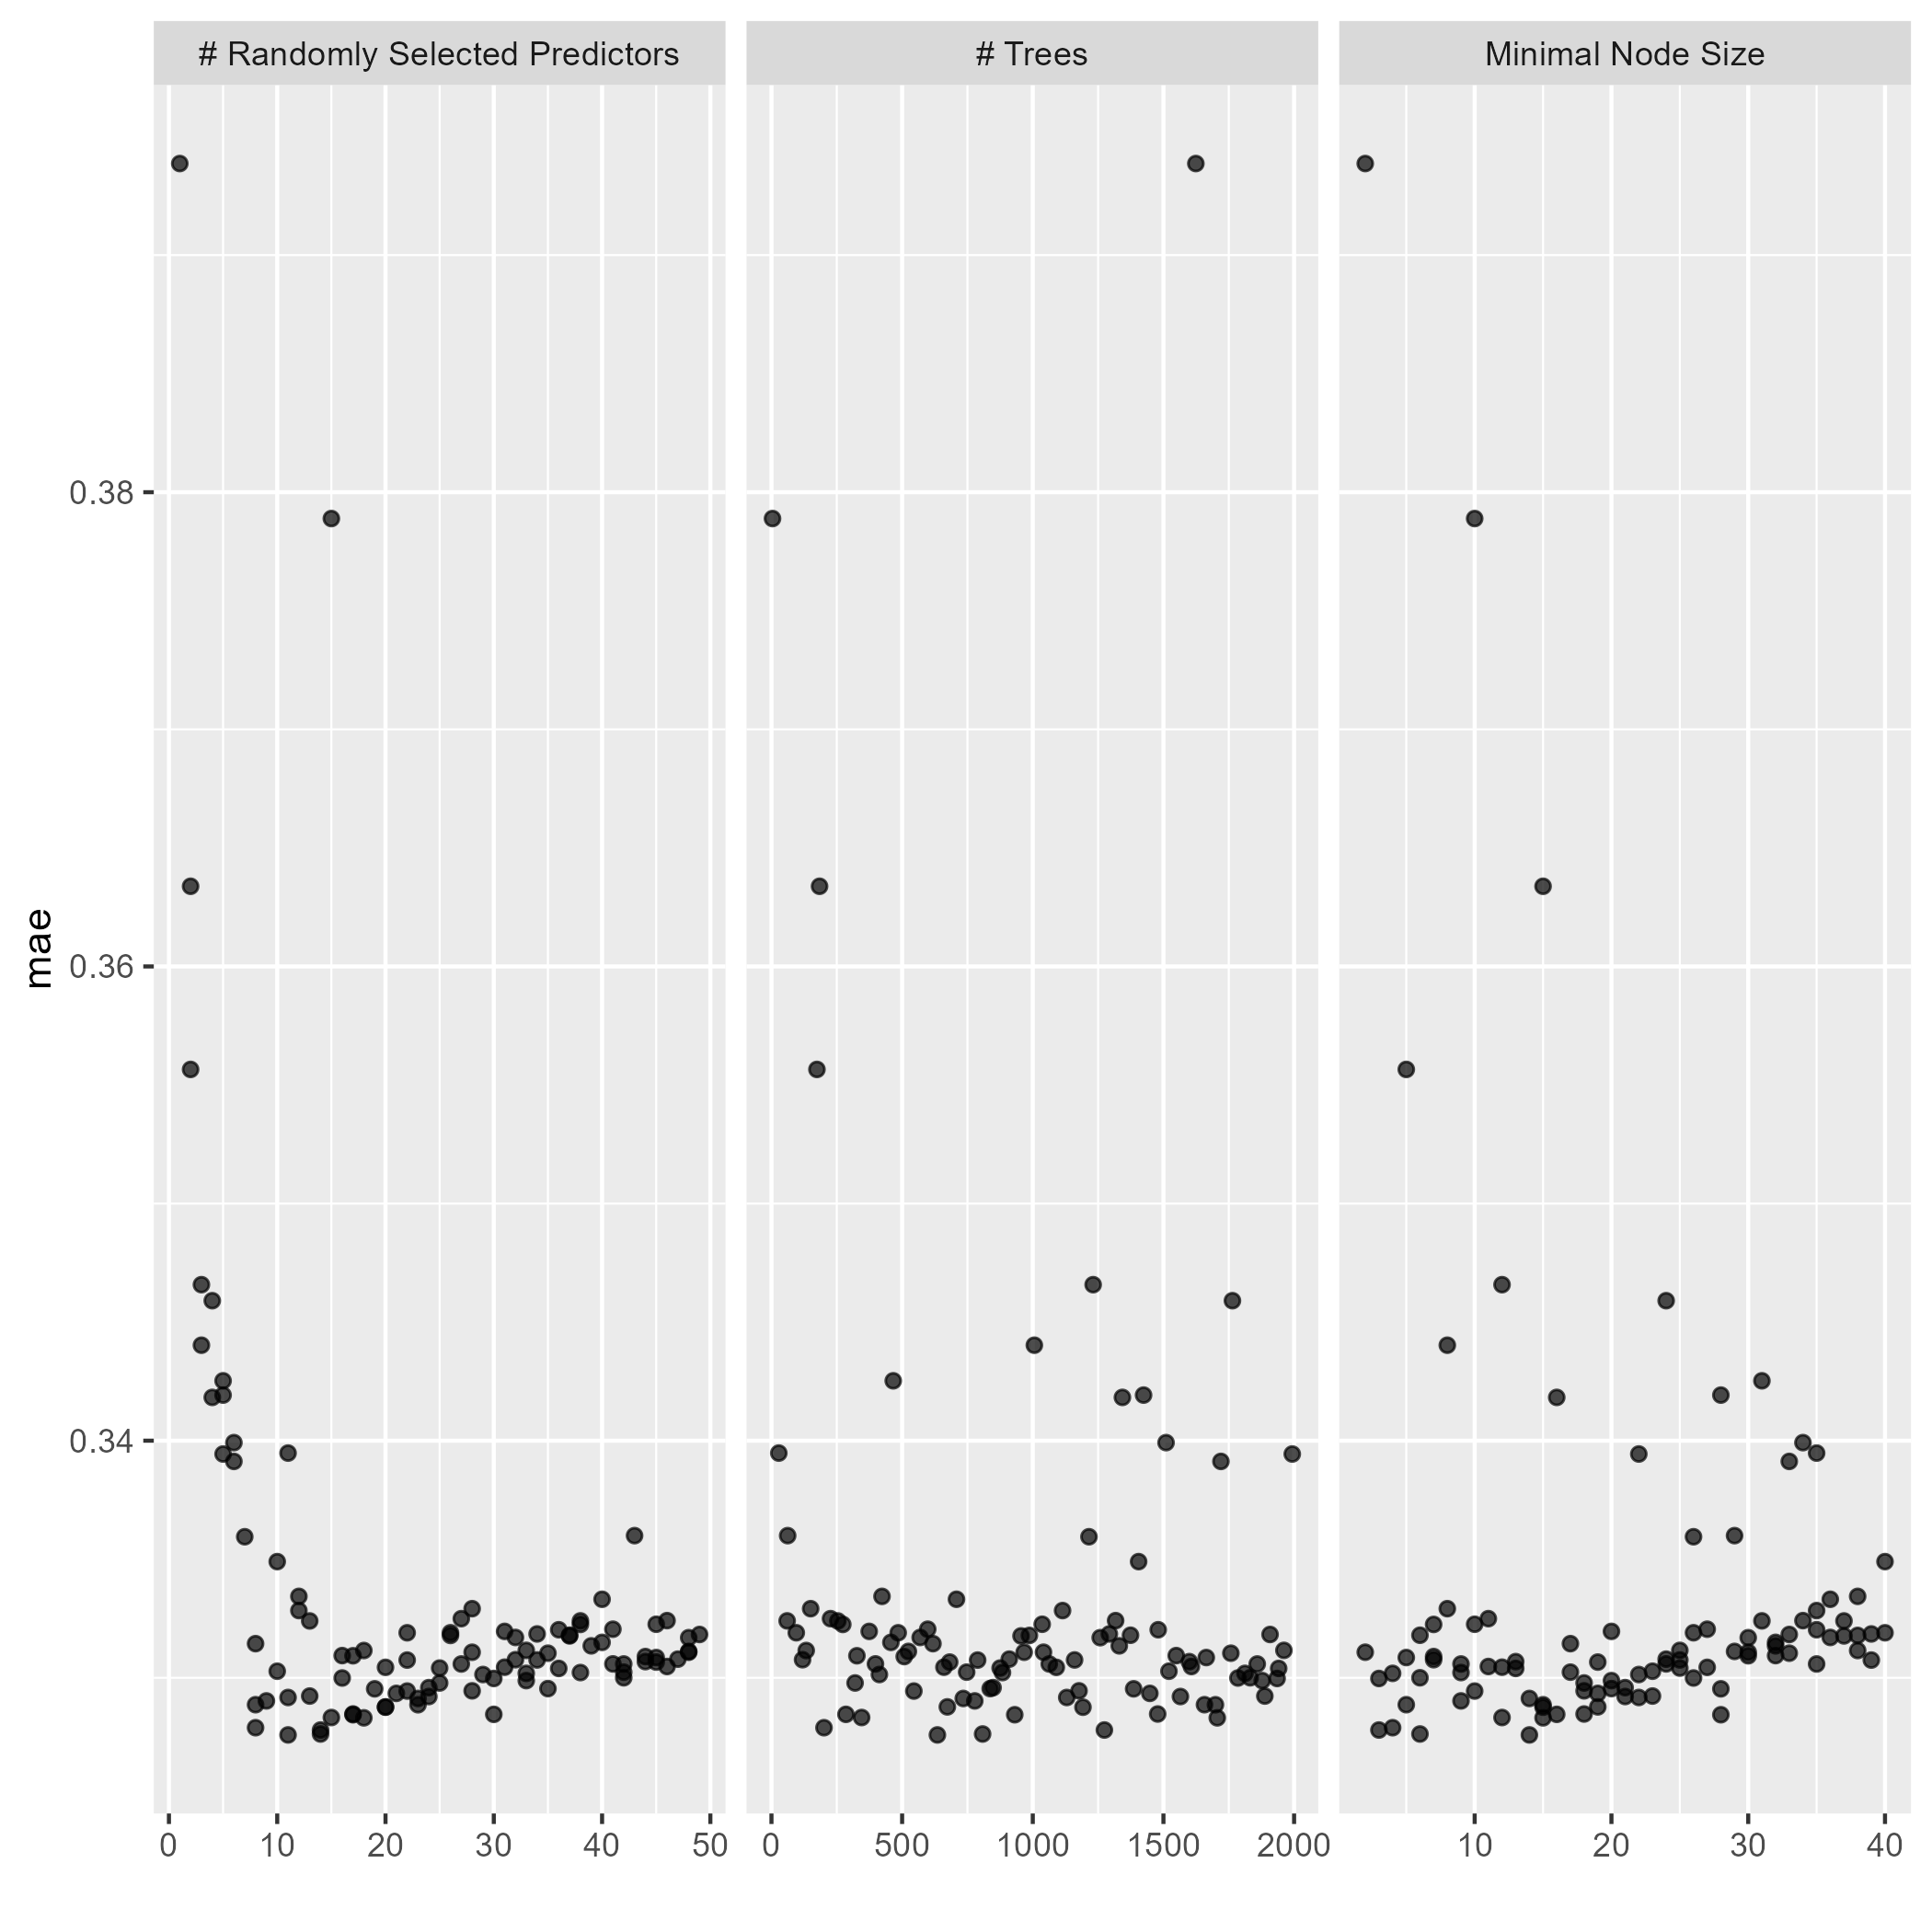 # Randomly Selected Predictors
# Trees
Minimal Node Size
mae
0.38
0.36
0.34
0 10 20 30 40 50
0 500 1000 1500 2000
10 20 30 40